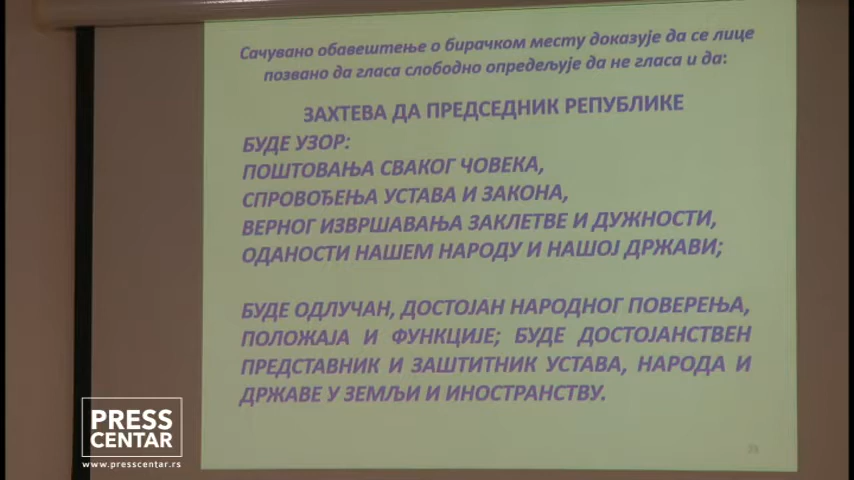 Сачувано обавештење о бирачком месту доказује да се лице
позвано да гласа слободно опредељује да не гласа и да:
ЗАХТЕВА ДА ПРЕДСЕДНИК РЕПУБЛИКЕ
БУДЕ УЗОР:
ПОШТОВАЊА СВАКОГ ЧОВЕКА,
СПРОВОЂЕЊА УСТАВА И ЗАКОНА,
ВЕРНОГ ИЗВРШАВАЊА ЗАКЛЕТВЕ И ДУЖНОСТИ,
ОДАНОСТИ НАШЕМ НАРОДУ И НАШОЈ ДРЖАВИ;
БУДЕ ОДЛУЧАН, ДОСТОЈАН НАРОДНОГ ПОВЕРЕЊА,
ПОЛОЖАЈА И ФУНКЦИЈЕ; БУДЕ ДОСТОЈАНСТВЕН
ПРЕДСТАВНИК И ЗАШТИТНИК УСТАВА, НАРОДА И
ДРЖАВЕ У ЗЕМЉИ И ИНОСТРАНСТВУ.
PRESS
CENTAR
www.presscentar.rs